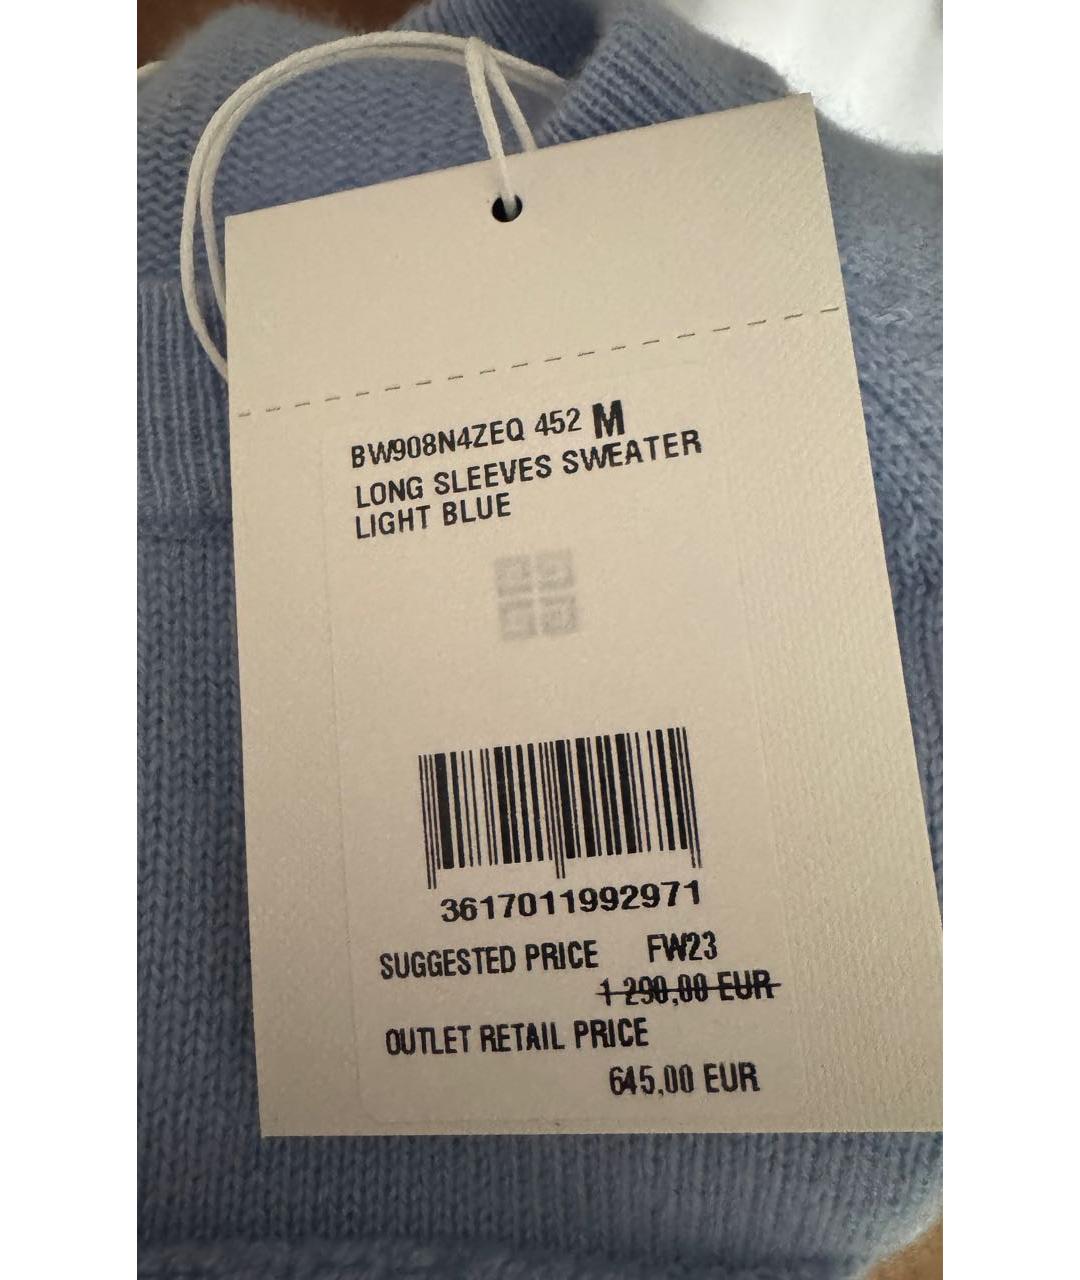 BW908N4ZEQ 452 M
LONG SLEEVES SWEATER
LIGHT BLUE
3617011992971
SUGGESTED PRICE FW23
1 290,00 EUR
OUTLET RETAIL PRICE
645,00 EUR